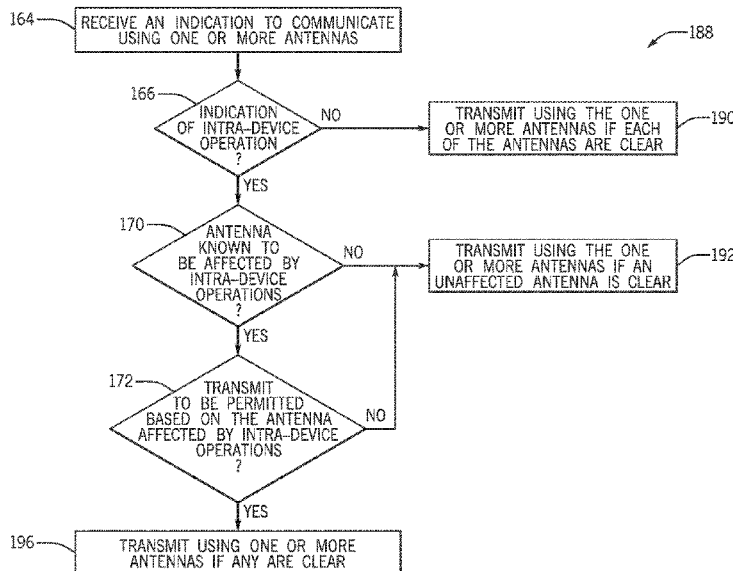 164
RECEIVE AN INDICATION TO COMMUNICATE
USING ONE OR MORE ANTENNAS
188
166
INDICATION
OF INTRA-DEVICE
OPERATION
?
NO
TRANSMIT USING THE ONE
OR MORE ANTENNAS IF EACH
OF THE ANTENNAS ARE CLEAR
190
YES
170
ANTENNA
KNOWN TO
BE AFFECTED BY
INTRA-DEVICE
OPERATIONS
?
NO
TRANSMIT USING THE ONE
OR MORE ANTENNAS IF AN
UNAFFECTED ANTENNA IS CLEAR
192
YES
172
TRANSMIT
TO BE PERMITTED
BASED ON THE ANTENNA
AFFECTED BY INTRA-DEVICE
OPERATIONS
?
NO
YES
196
TRANSMIT USING ONE OR MORE
ANTENNAS IF ANY ARE CLEAR